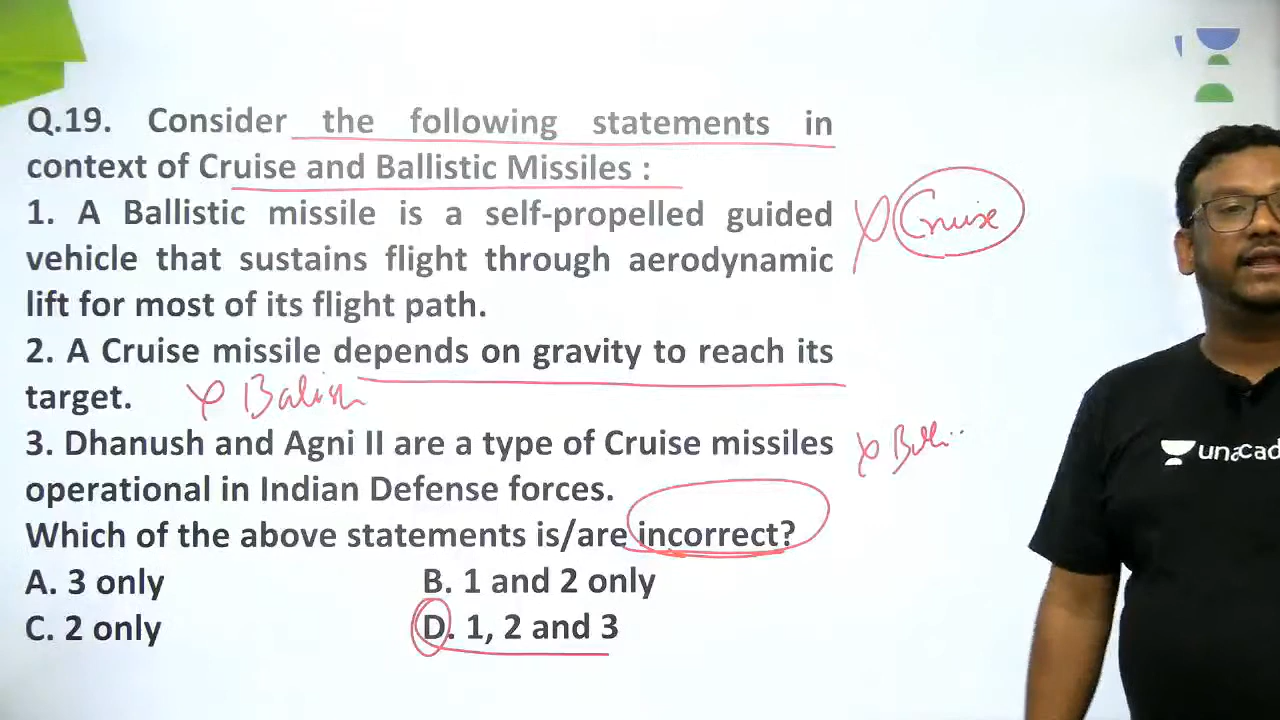 Q.19. Consider the following statements in
context of Cruise and Ballistic Missiles :
1. A Ballistic missile is a self-propelled guided
vehicle that sustains flight through aerodynamic
lift for most of its flight path.
Cruise
2. A Cruise missile depends on gravity to reach its
target.
3. Dhanush and Agni II are a type of Cruise missiles
operational in Indian Defense forces.
Which of the above statements is/are incorrect?
A. 3 only B. 1 and 2 only
C. 2 only D. 1, 2 and 3
unacad